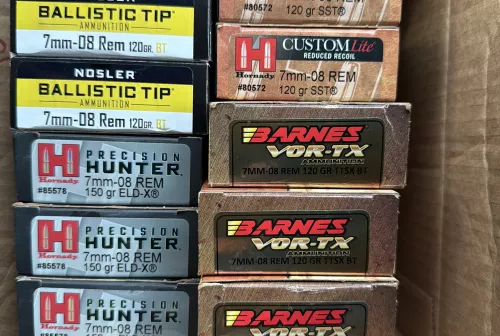 NOSLER
BALLISTIC TIP®
AMMUNITION
7mm-08 Rem 120GR. BT
NOSLER
BALLISTIC TIP®
AMMUNITION
7mm-08 Rem 120GR. BT
PRECISION
HUNTER
Hornady
7mm-08 REM
#85578
150 gr ELD-X®
PRECISION
HUNTER
Hornady
7mm-08 REM
#85578
150 gr ELD-X®
PRECISION
HUNTER
Hornady
7mm-08 REM
#80572
120 gr SST®
CUSTOM Lite®
REDUCED RECOIL
Hornady
7mm-08 REM
#80572
120 gr SST®
BARNES
VOR-TX
AMMUNITION
7MM-08 REM 120 GR TTSX BT
BARNES
VOR-TX
AMMUNITION
7MM-08 REM 120 GR TTSX BT
BARNES
VOR-TX